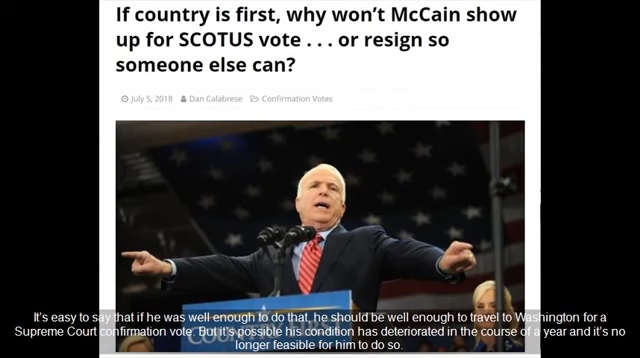 If country is first, why won't McCain show
up for SCOTUS vote . . . or resign so
someone else can?
July 5, 2018 Dan Calabrese Confirmation Votes
COUNTRY FIRST
It's easy to say that if he was well enough to do that, he should be well enough to travel to Washington for a
Supreme Court confirmation vote. But it's possible his condition has deteriorated in the course of a year and it's no
longer feasible for him to do so.